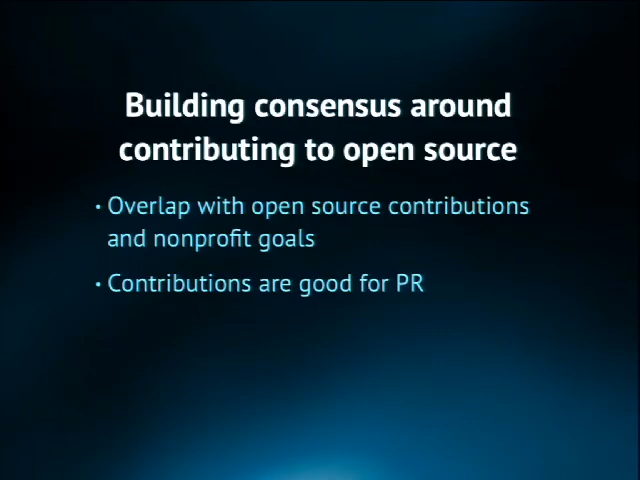 Building consensus around
contributing to open source
• Overlap with open source contributions
and nonprofit goals
• Contributions are good for PR